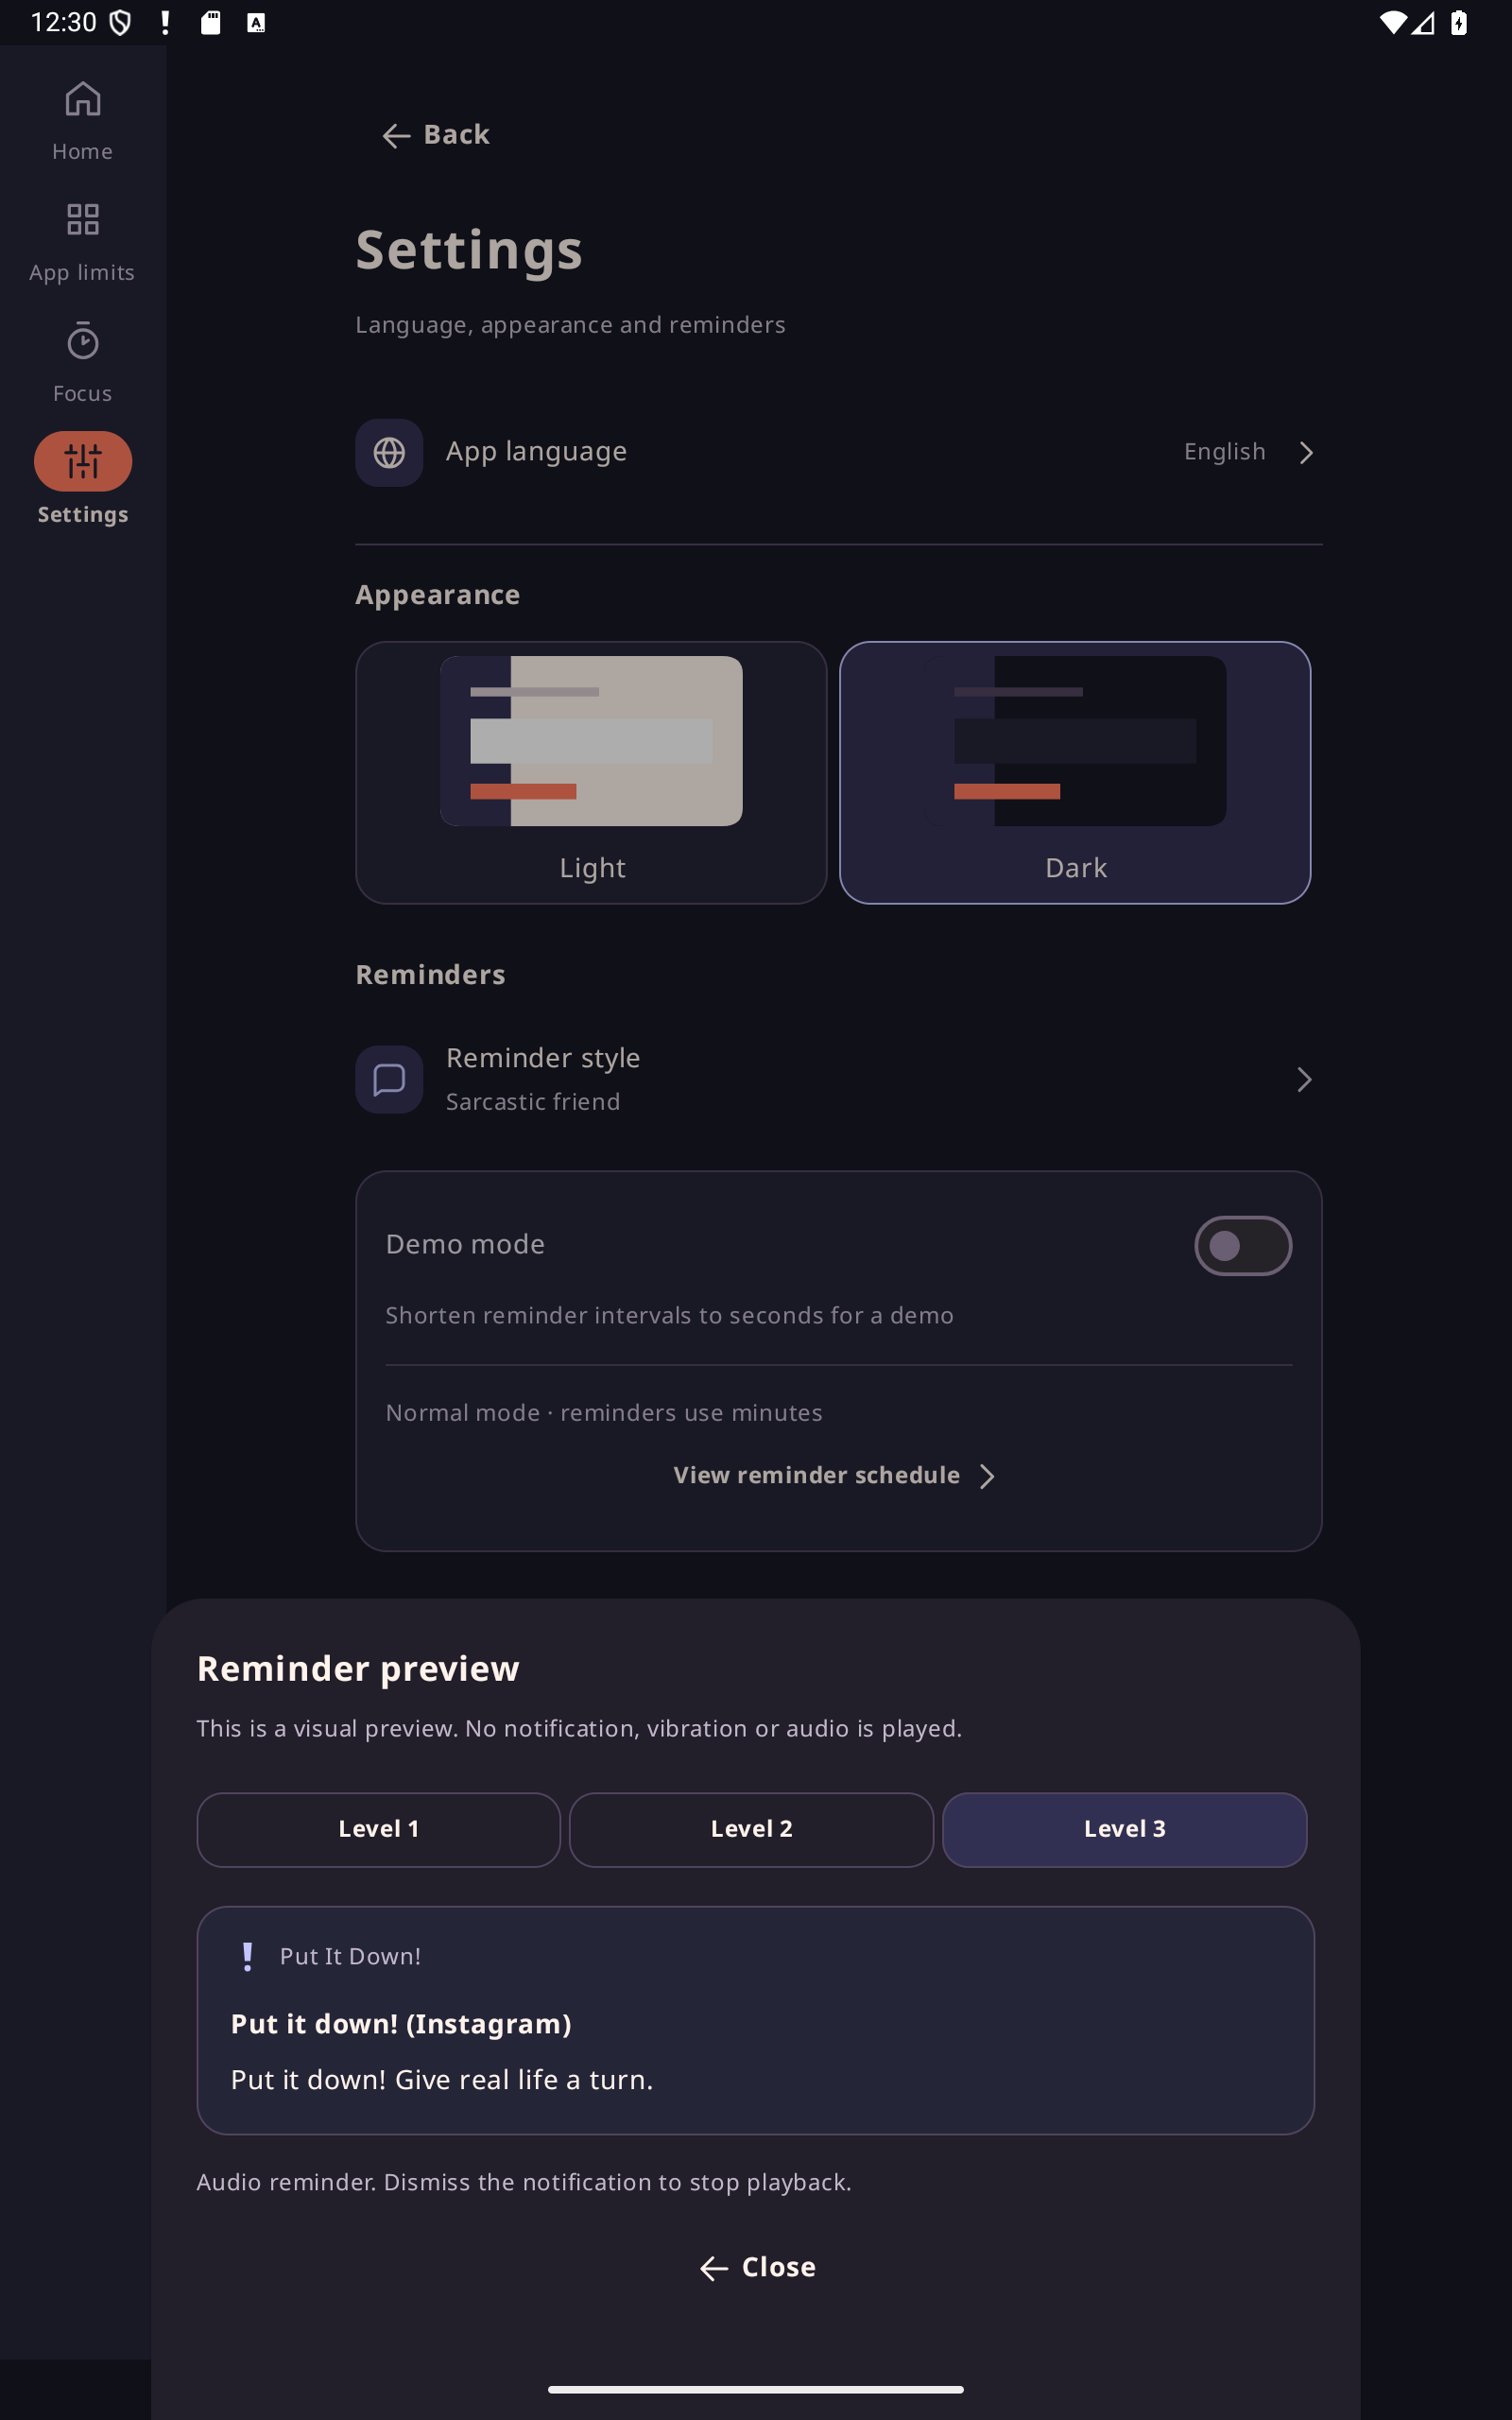 12:30
Home
App limits
Focus
Settings
Back
Settings
Language, appearance and reminders
App language
English
Appearance
Light
Dark
Reminders
Reminder style
Sarcastic friend
Demo mode
Shorten reminder intervals to seconds for a demo
Normal mode · reminders use minutes
View reminder schedule
Reminder preview
This is a visual preview. No notification, vibration or audio is played.
Level 1
Level 2
Level 3
Put It Down!
Put it down! (Instagram)
Put it down! Give real life a turn.
Audio reminder. Dismiss the notification to stop playback.
Close